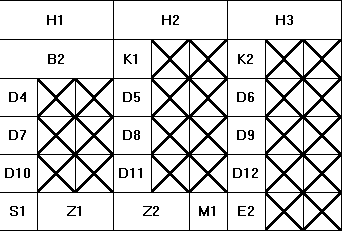 H1 H2 H3
B2 K1 K2
D4 D5 D6
D7 D8 D9
D10 D11 D12
S1 Z1 Z2 M1 E2